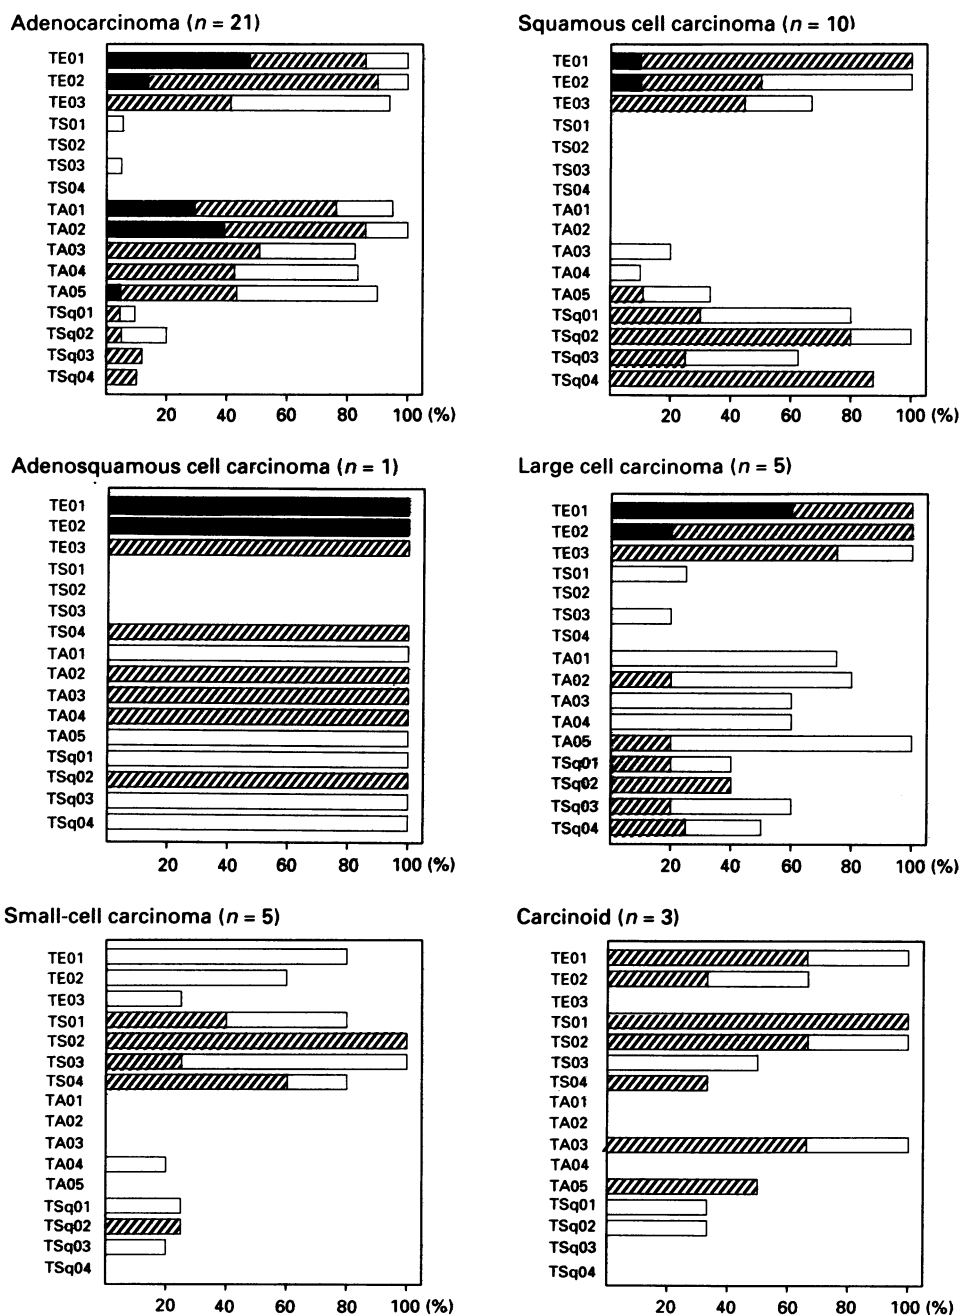 Adenocarcinoma (n = 21)
TE01
TE02
TE03
TS01
TS02
TS03
TS04
TA01
TA02
TA03
TA04
TA05
TSq01
TSq02
TSq03
TSq04
20 40 60 80 100 (%)
Squamous cell carcinoma (n = 10)
TE01
TE02
TE03
TS01
TS02
TS03
TS04
TA01
TA02
TA03
TA04
TA05
TSq01
TSq02
TSq03
TSq04
20 40 60 80 100 (%)
Adenosquamous cell carcinoma (n = 1)
TE01
TE02
TE03
TS01
TS02
TS03
TS04
TA01
TA02
TA03
TA04
TA05
TSq01
TSq02
TSq03
TSq04
20 40 60 80 100 (%)
Large cell carcinoma (n = 5)
TE01
TE02
TE03
TS01
TS02
TS03
TS04
TA01
TA02
TA03
TA04
TA05
TSq01
TSq02
TSq03
TSq04
20 40 60 80 100 (%)
Small-cell carcinoma (n = 5)
TE01
TE02
TE03
TS01
TS02
TS03
TS04
TA01
TA02
TA03
TA04
TA05
TSq01
TSq02
TSq03
TSq04
20 40 60 80 100 (%)
Carcinoid (n = 3)
TE01
TE02
TE03
TS01
TS02
TS03
TS04
TA01
TA02
TA03
TA04
TA05
TSq01
TSq02
TSq03
TSq04
20 40 60 80 100 (%)